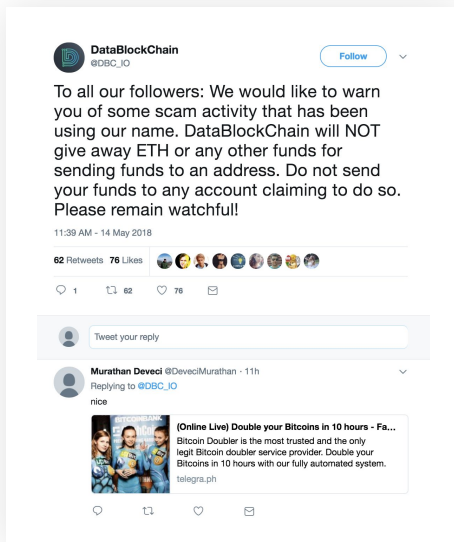 DataBlockChain
@DBC_IO
Follow
To all our followers: We would like to warn
you of some scam activity that has been
using our name. DataBlockChain will NOT
give away ETH or any other funds for
sending funds to an address. Do not send
your funds to any account claiming to do so.
Please remain watchful!
11:39 AM - 14 May 2018
62 Retweets 76 Likes
1 62 76
Tweet your reply
Murathan Deveci @DeveciMurathan · 11h
Replying to @DBC_IO
nice
(Online Live) Double your Bitcoins in 10 hours - Fa...
Bitcoin Doubler is the most trusted and the only
legit Bitcoin doubler service provider. Double your
Bitcoins in 10 hours with our fully automated system.
telegra.ph